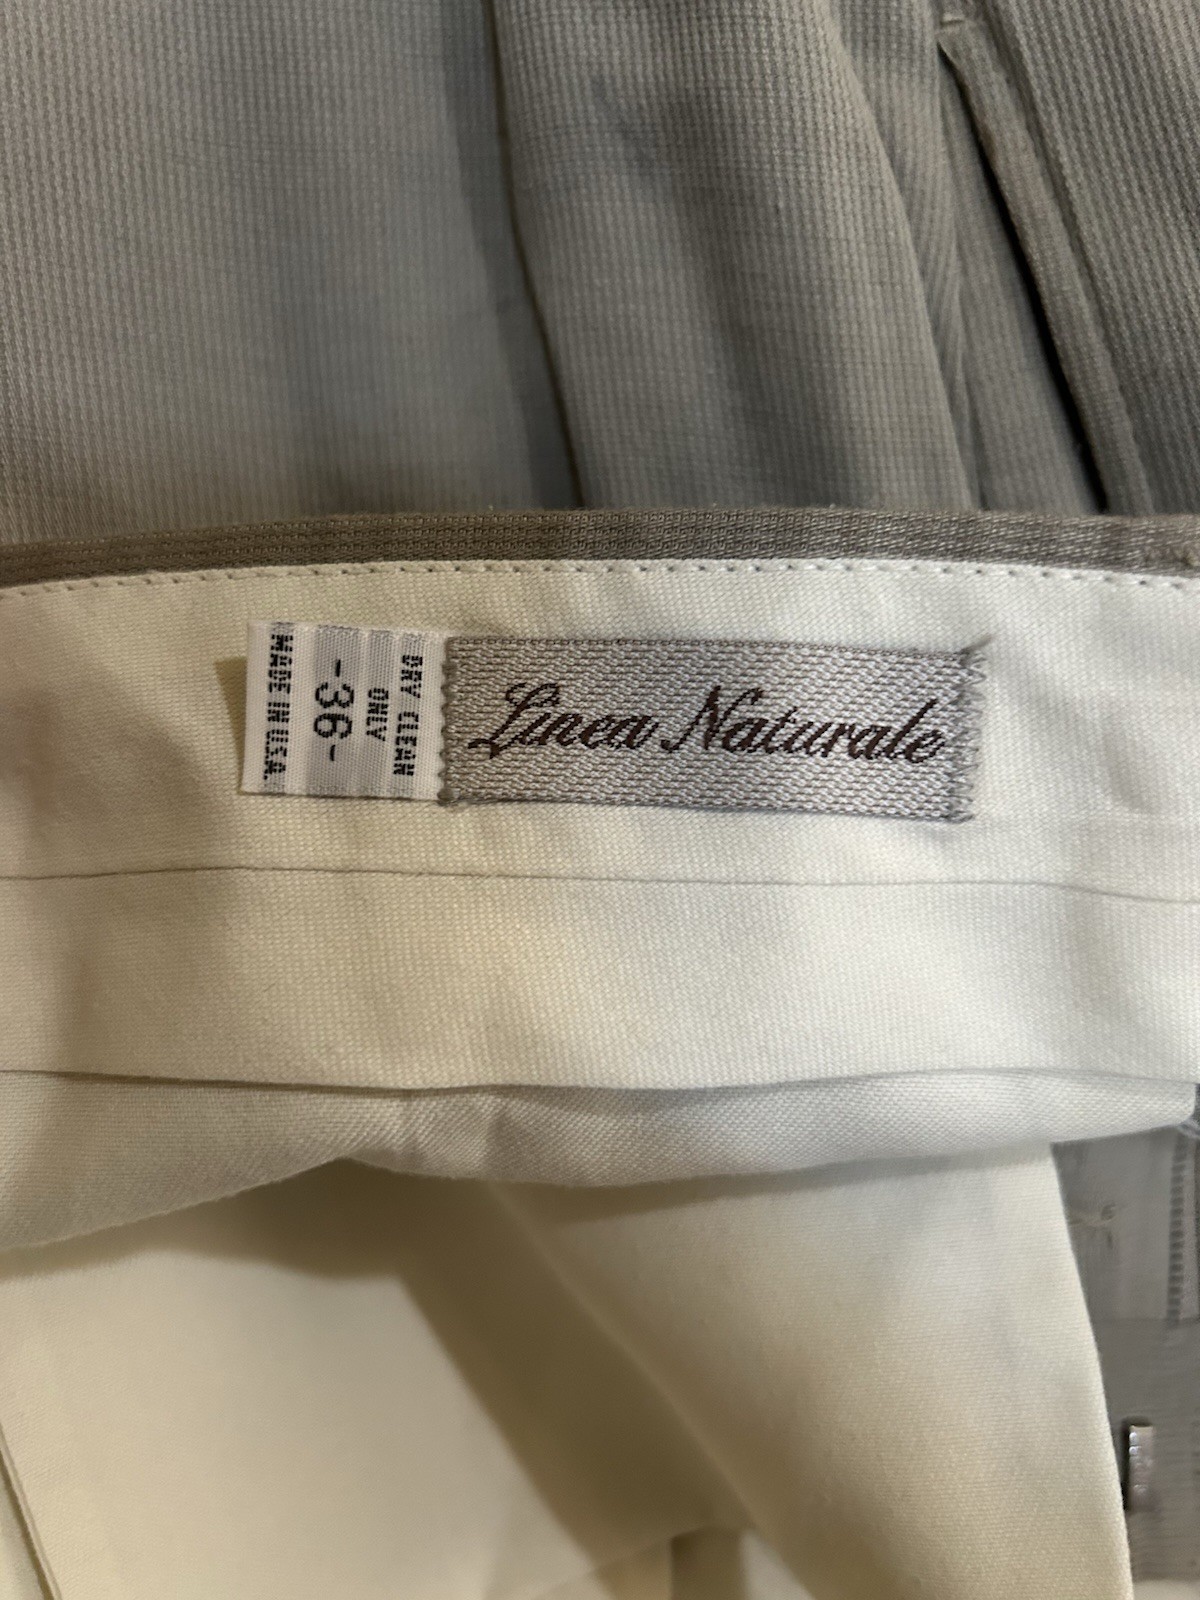 DRY CLEAN
ONLY
-36-
MADE IN U.S.A.
Linea Naturale